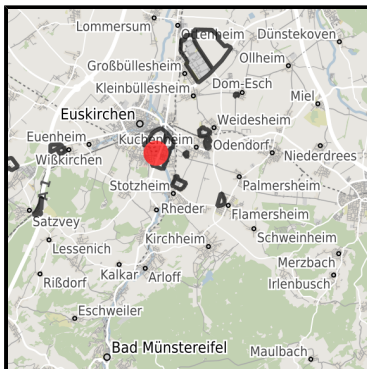 Lommersum
Ottenheim
Dünstekoven
Großbüllesheim
Ollheim
Kleinbüllesheim
Dom-Esch
Miel
Euskirchen
Weidesheim
Euenheim
Kuchenheim
Odendorf
Niederdrees
Wißkirchen
Stotzheim
Palmersheim
Satzvey
Rheder
Flamersheim
Schweinheim
Lessenich
Kirchheim
Merzbach
Rißdorf
Kalkar
Arloff
Irlenbusch
Eschweiler
Bad Münstereifel
Maulbach